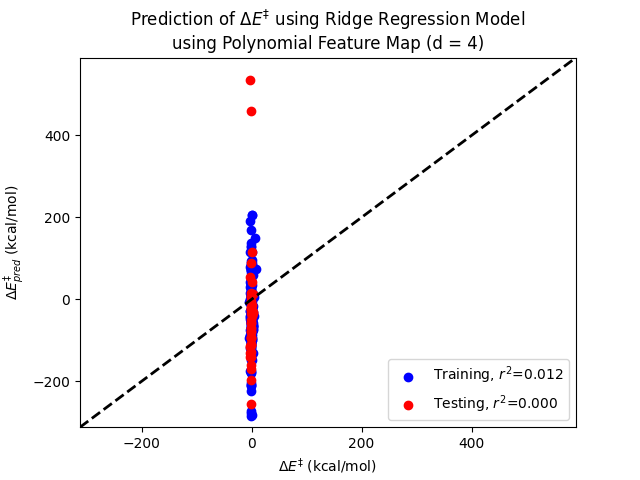 Prediction of ΔE‡ using Ridge Regression Model
using Polynomial Feature Map (d = 4)
ΔE‡pred (kcal/mol)
400
200
0
−200
Training, r²=0.012
Testing, r²=0.000
−200 0 200 400
ΔE‡ (kcal/mol)